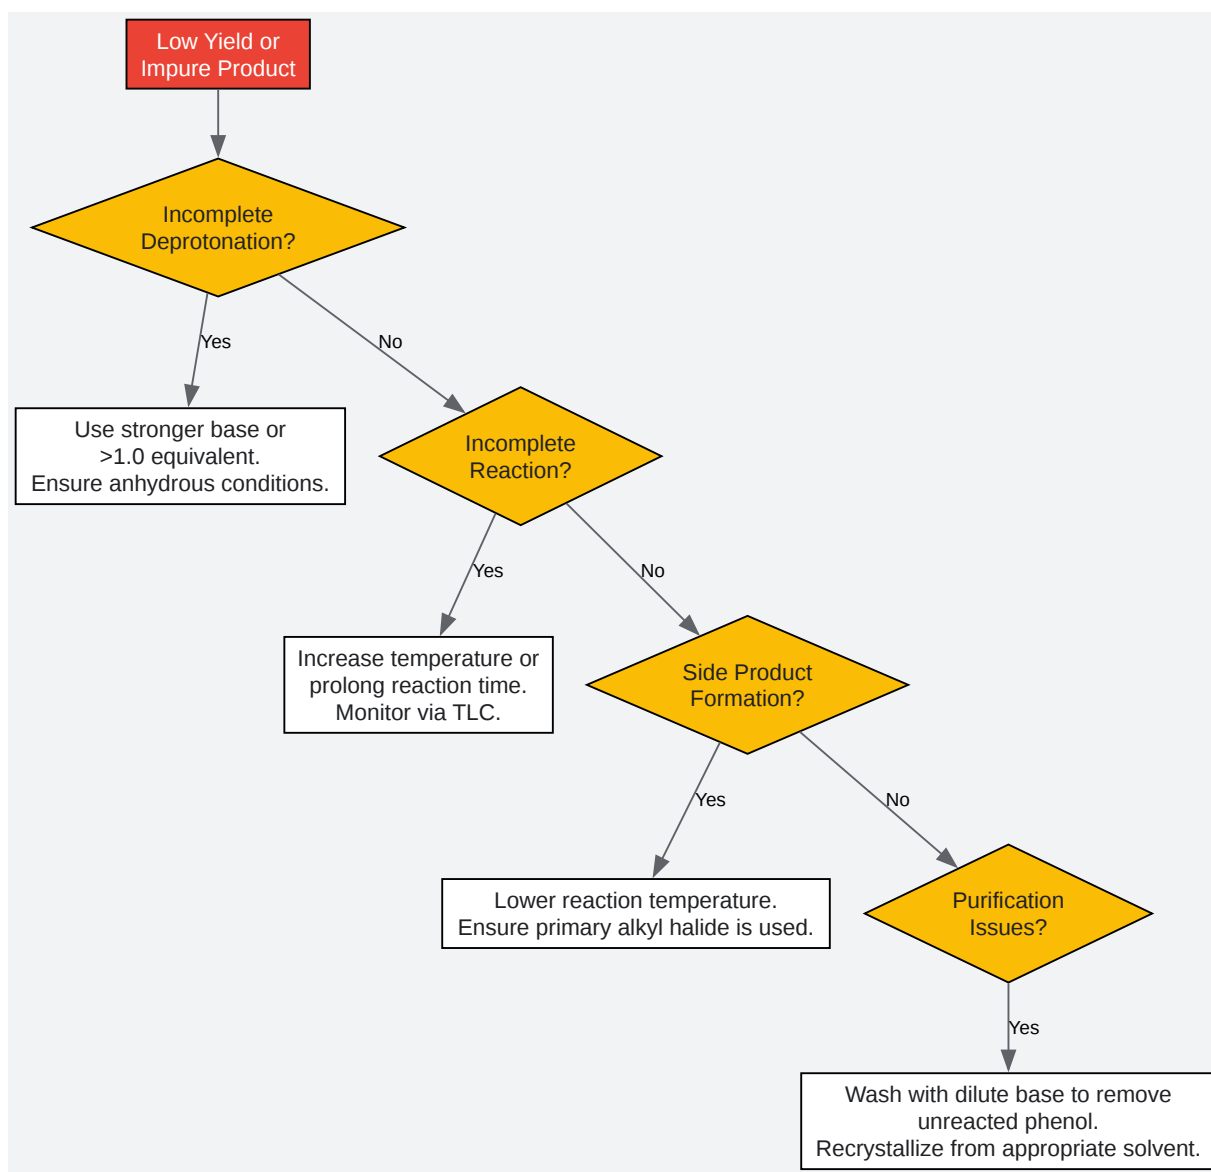 Low Yield or
Impure Product
Incomplete
Deprotonation?
Yes
No
Use stronger base or
>1.0 equivalent.
Ensure anhydrous conditions.
Incomplete
Reaction?
Yes
No
Increase temperature or
prolong reaction time.
Monitor via TLC.
Side Product
Formation?
Yes
No
Lower reaction temperature.
Ensure primary alkyl halide is used.
Purification
Issues?
Yes
Wash with dilute base to remove
unreacted phenol.
Recrystallize from appropriate solvent.